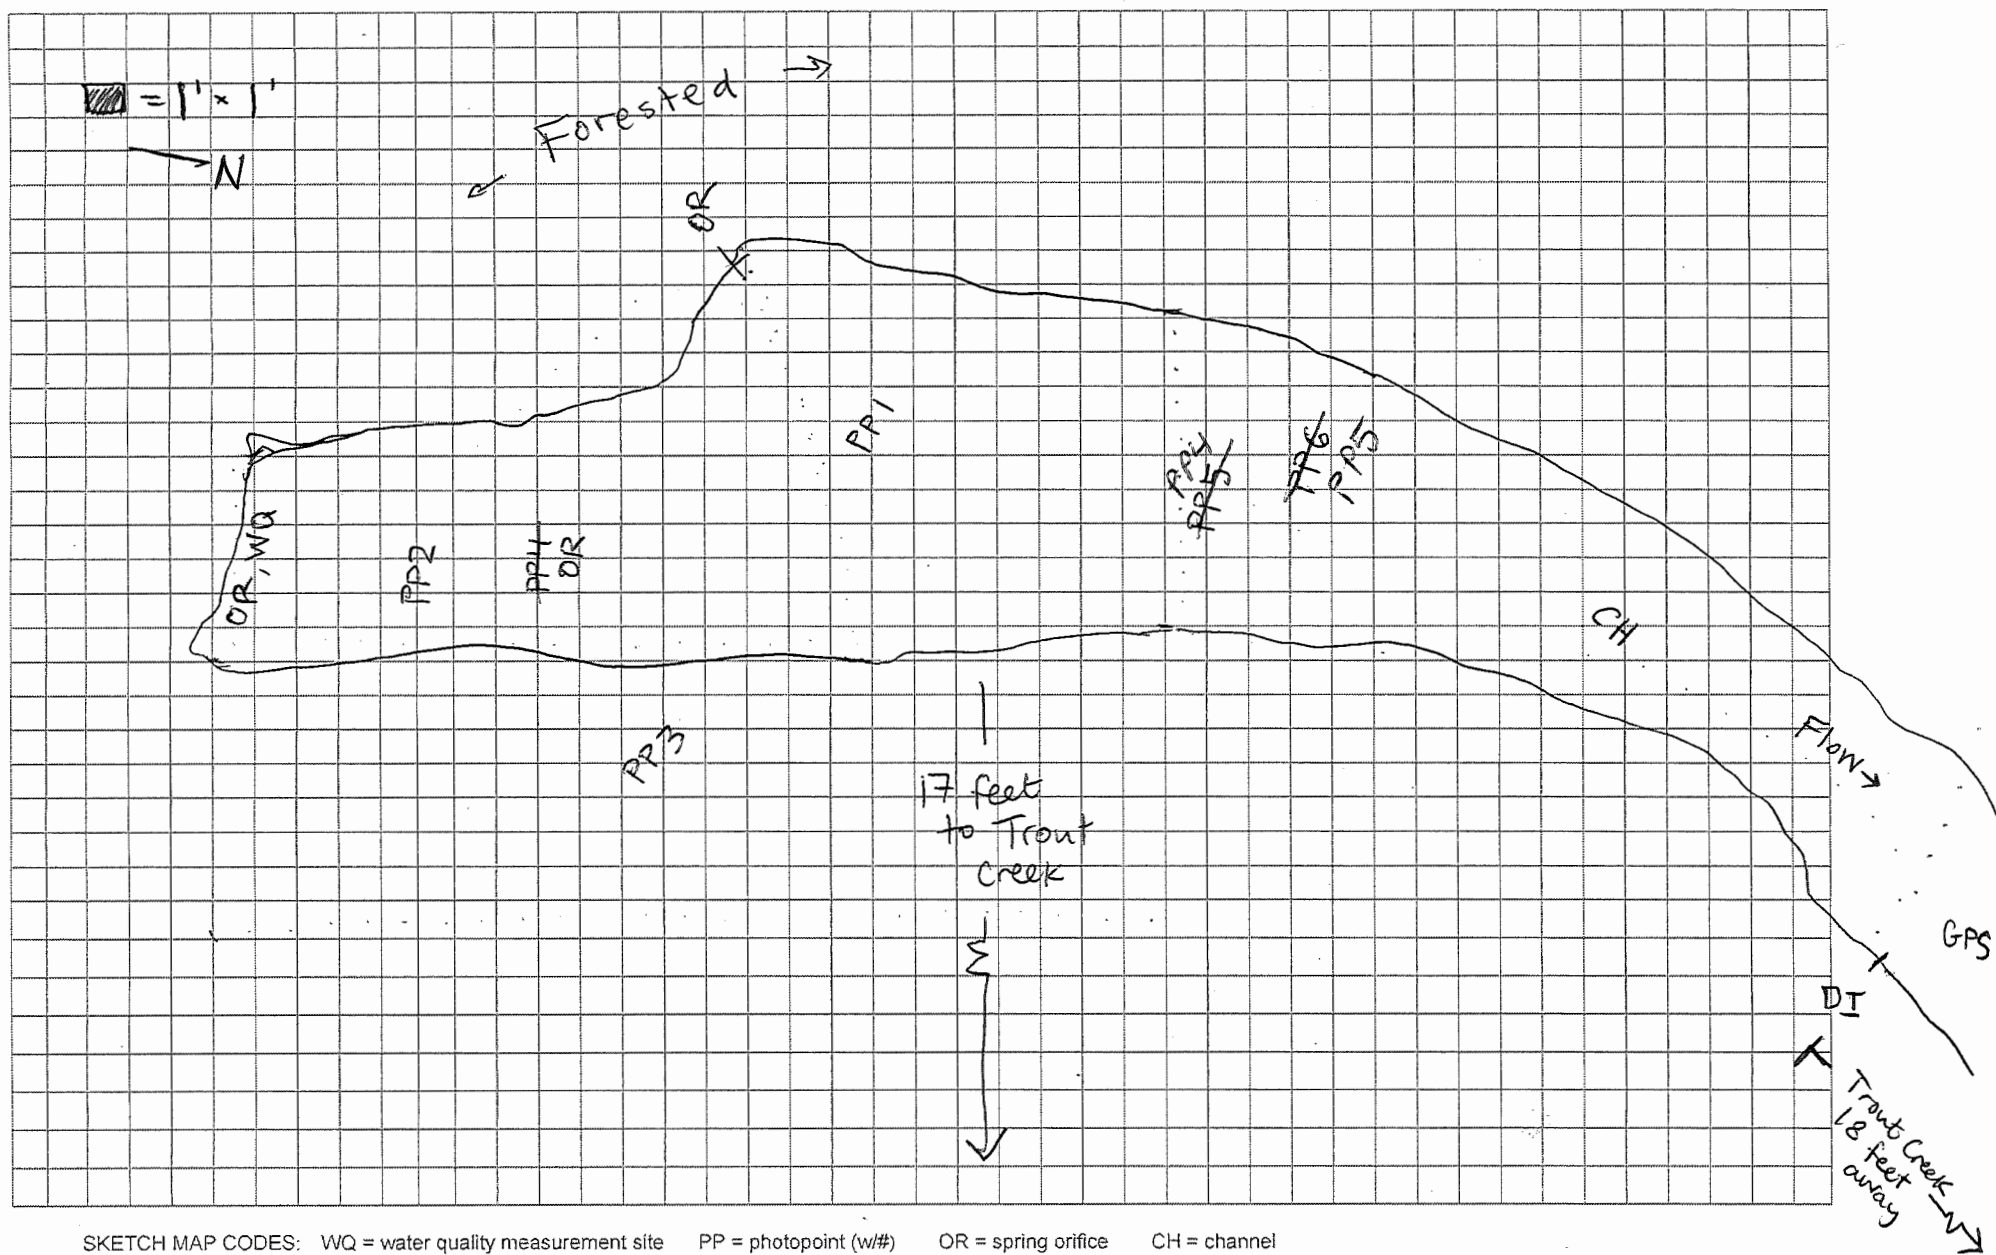 = 1' × 1'
N
Forested
OR
PP1
PP4
PP5
PP6
PP5
OR, WQ
PP2
PP4
OR
CH
PP3
17 feet
to Trout
Creek
Flow
GPS
DI
Trout Creek
18 feet
away
SKETCH MAP CODES: WQ = water quality measurement site PP = photopoint (w/#) OR = spring orifice CH = channel